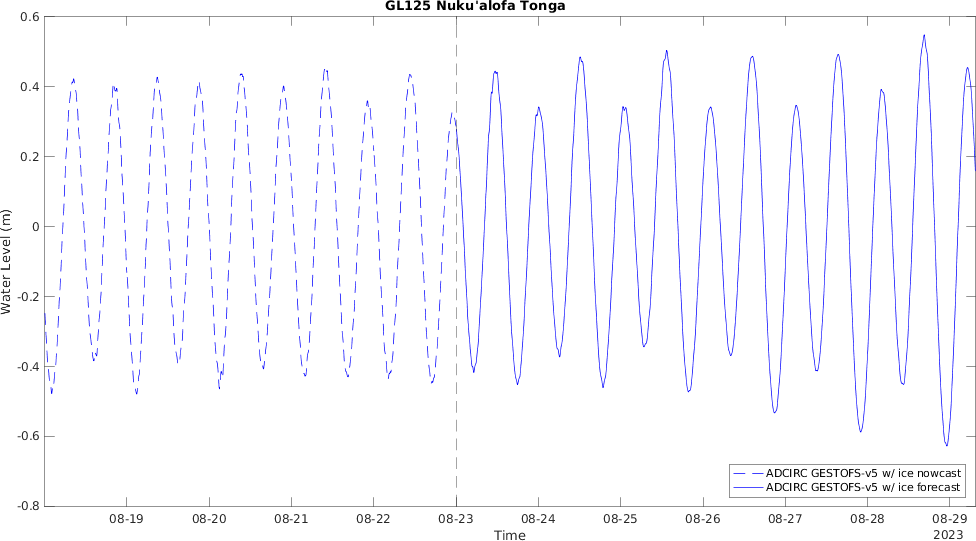 GL125 Nuku'alofa Tonga
0.6
0.4
0.2
0
-0.2
-0.4
-0.6
-0.8
Water Level (m)
ADCIRC GESTOFS-v5 w/ ice nowcast
ADCIRC GESTOFS-v5 w/ ice forecast
08-19 08-20 08-21 08-22 08-23 08-24 08-25 08-26 08-27 08-28 08-29
Time 2023